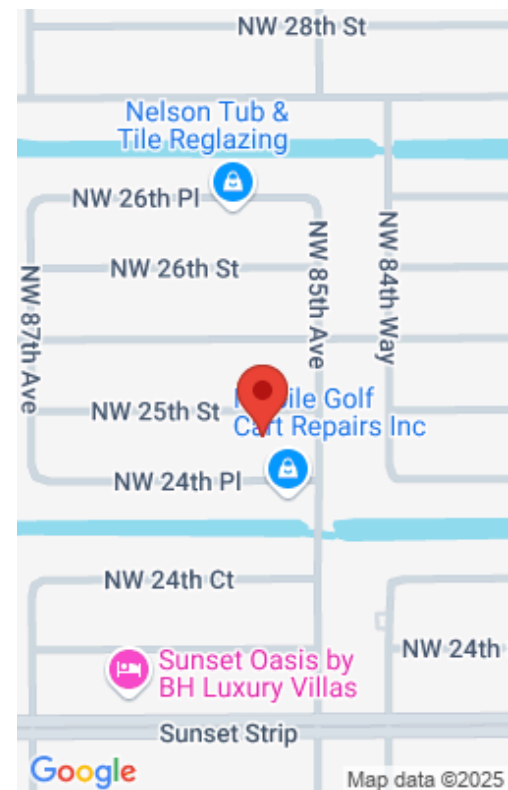 NW 28th St
Nelson Tub &
Tile Reglazing
NW 26th Pl
NW 26th St
NW 85th Ave
NW 84th Way
NW 87th Ave
NW 25th St
Cart Repairs Inc
Golf
NW 24th Pl
NW 24th Ct
NW 24th
Sunset Oasis by
BH Luxury Villas
Sunset Strip
Google
Map data ©2025